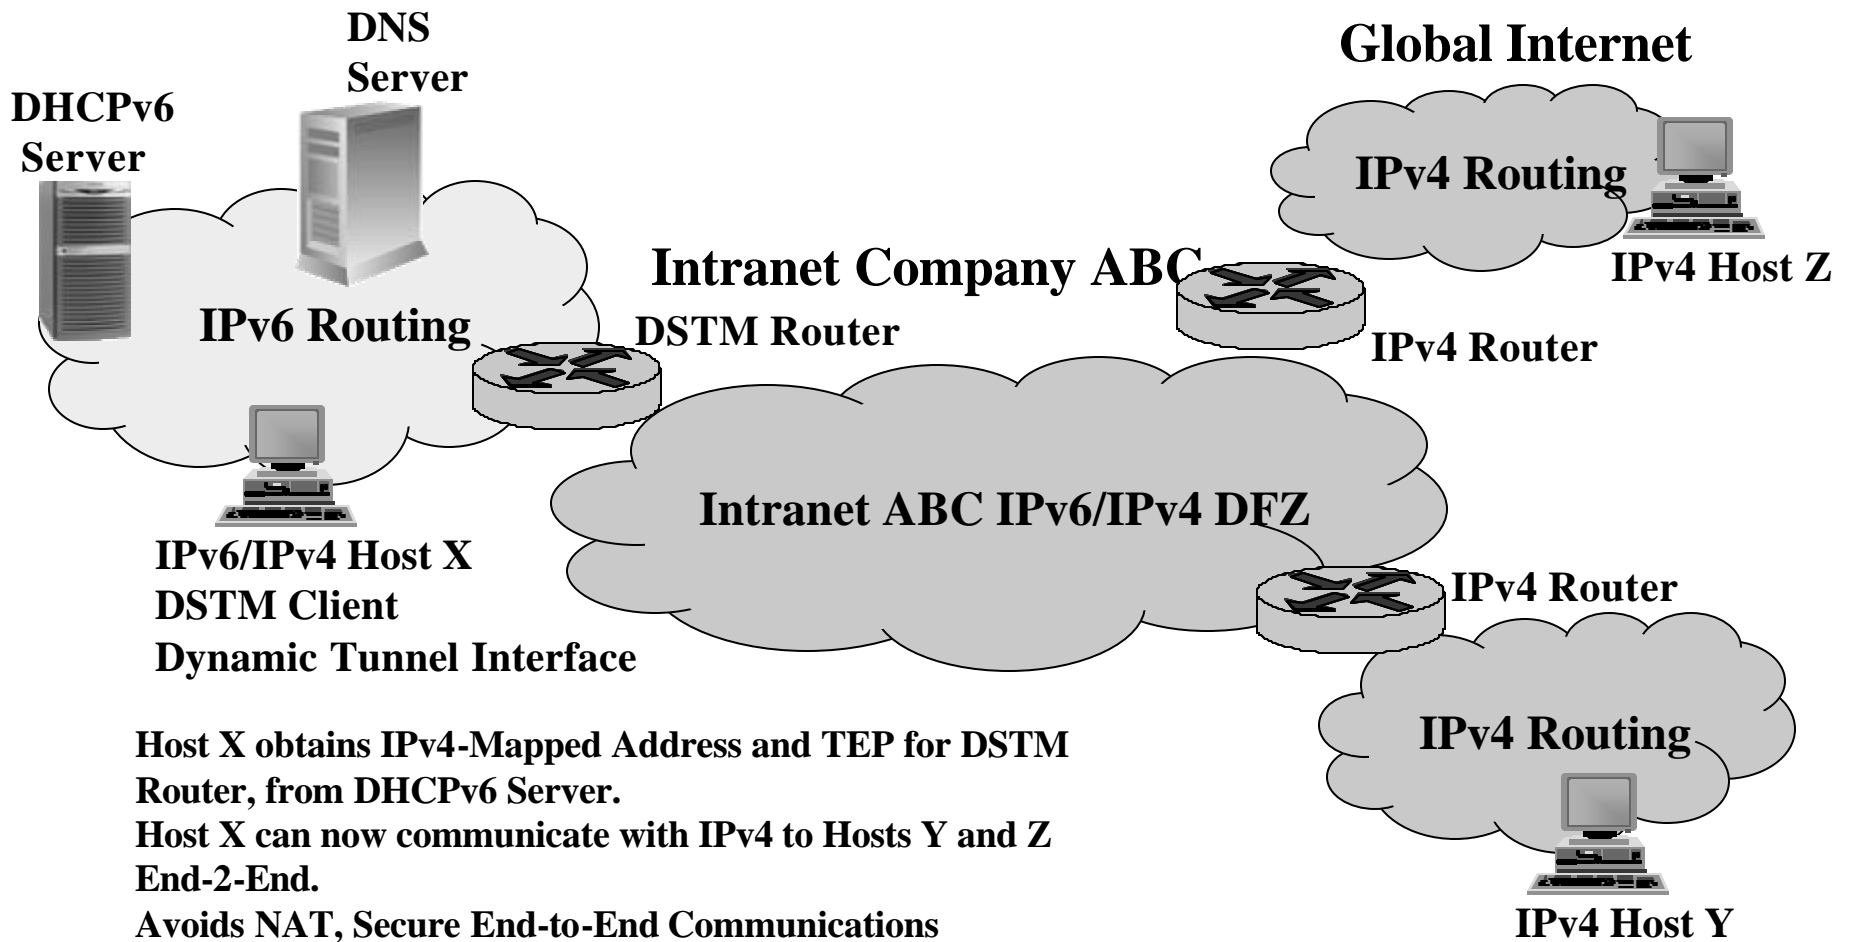 DNS
Server
Global Internet
DHCPv6
Server
IPv4 Routing
Intranet Company ABC
IPv4 Host Z
IPv6 Routing
DSTM Router
IPv4 Router
Intranet ABC IPv6/IPv4 DFZ
IPv6/IPv4 Host X
DSTM Client
Dynamic Tunnel Interface
IPv4 Router
IPv4 Routing
Host X obtains IPv4-Mapped Address and TEP for DSTM
Router, from DHCPv6 Server.
Host X can now communicate with IPv4 to Hosts Y and Z
End-2-End.
Avoids NAT, Secure End-to-End Communications
IPv4 Host Y